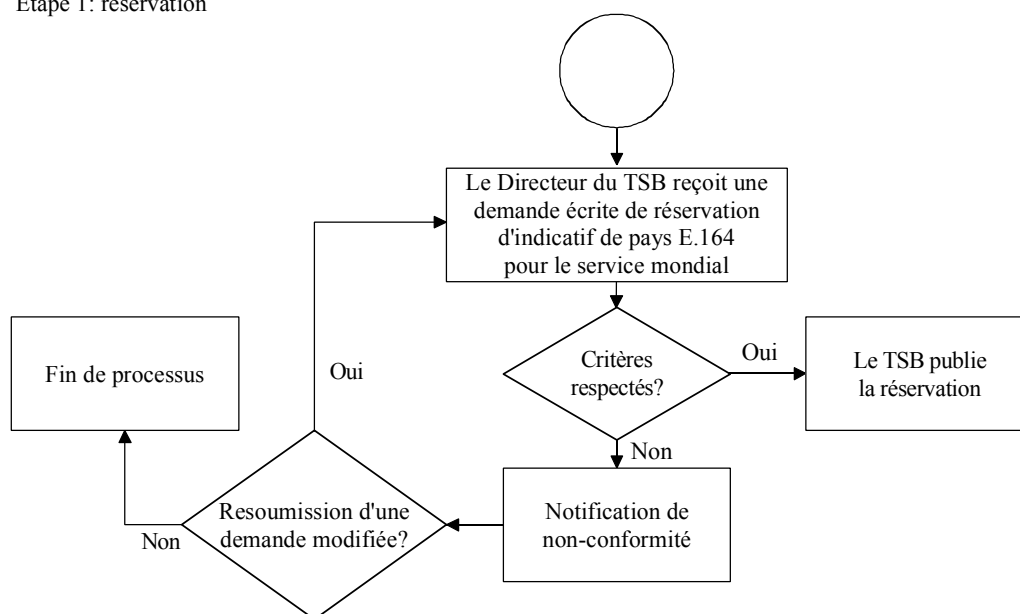 Etape 1: réservation
Le Directeur du TSB reçoit une
demande écrite de réservation
d'indicatif de pays E.164
pour le service mondial
Critères
respectés?
Oui
Le TSB publie
la réservation
Non
Notification de
non-conformité
Resoumission d'une
demande modifiée?
Oui
Non
Fin de processus